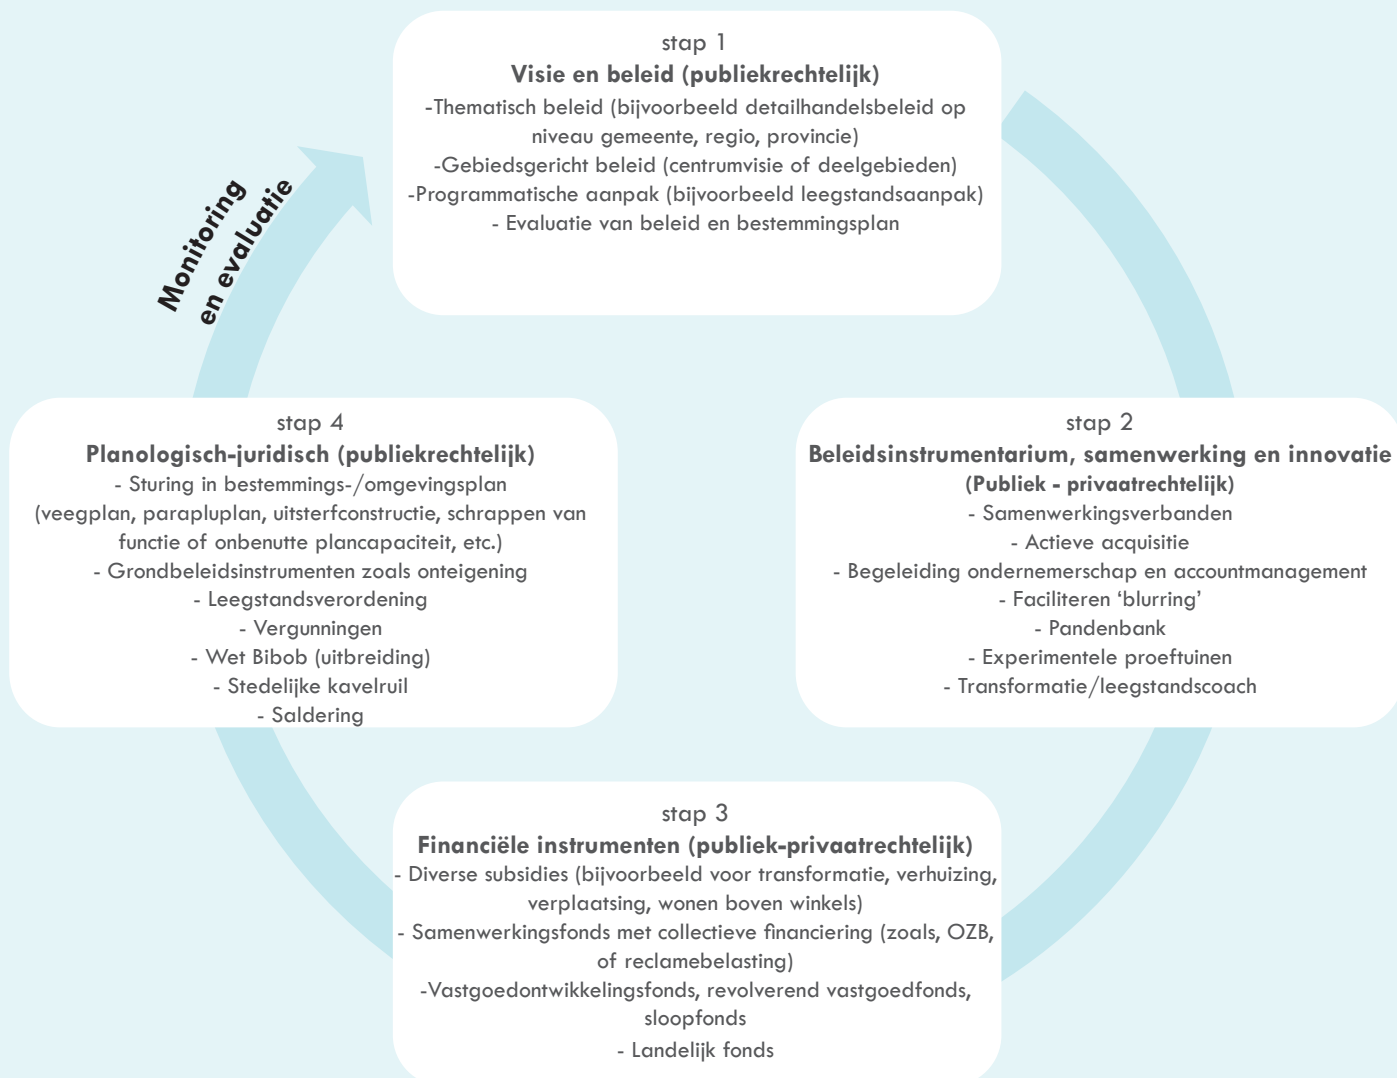 stap 1
Visie en beleid (publiekrechtelijk)
-Thematisch beleid (bijvoorbeeld detailhandelsbeleid op
niveau gemeente, regio, provincie)
-Gebiedsgericht beleid (centrumvisie of deelgebieden)
-Programmatische aanpak (bijvoorbeeld leegstandsaanpak)
- Evaluatie van beleid en bestemmingsplan
stap 2
Beleidsinstrumentarium, samenwerking en innovatie
(Publiek - privaatrechtelijk)
- Samenwerkingsverbanden
- Actieve acquisitie
- Begeleiding ondernemerschap en accountmanagement
- Faciliteren ‘blurring’
- Pandenbank
- Experimentele proeftuinen
- Transformatie/leegstandscoach
stap 3
Financiële instrumenten (publiek-privaatrechtelijk)
- Diverse subsidies (bijvoorbeeld voor transformatie, verhuizing,
verplaatsing, wonen boven winkels)
- Samenwerkingsfonds met collectieve financiering (zoals, OZB,
of reclamebelasting)
-Vastgoedontwikkelingsfonds, revolverend vastgoedfonds,
sloopfonds
- Landelijk fonds
stap 4
Planologisch-juridisch (publiekrechtelijk)
- Sturing in bestemmings-/omgevingsplan
(veegplan, parapluplan, uitsterfconstructie, schrappen van
functie of onbenutte plancapaciteit, etc.)
- Grondbeleidsinstrumenten zoals onteigening
- Leegstandsverordening
- Vergunningen
- Wet Bibob (uitbreiding)
- Stedelijke kavelruil
- Saldering
Monitoring
en evaluatie